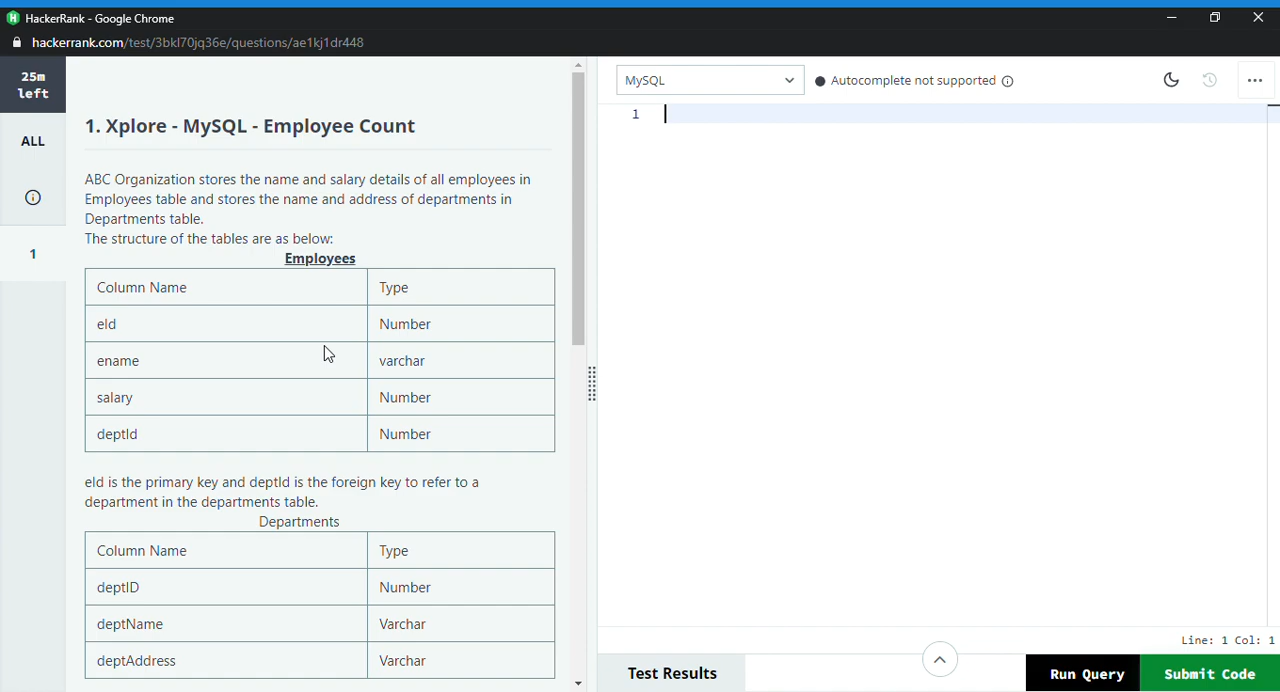 HackerRank - Google Chrome
hackerrank.com/test/3bkl70jq36e/questions/ae1kj1dr448
25m
left
ALL
1
1. Xplore - MySQL - Employee Count
ABC Organization stores the name and salary details of all employees in
Employees table and stores the name and address of departments in
Departments table.
The structure of the tables are as below:
Employees
Column Name Type
eId Number
ename varchar
salary Number
deptId Number
eId is the primary key and deptId is the foreign key to refer to a
department in the departments table.
Departments
Column Name Type
deptID Number
deptName Varchar
deptAddress Varchar
MySQL
Autocomplete not supported
1
Line: 1 Col: 1
Test Results
Run Query
Submit Code